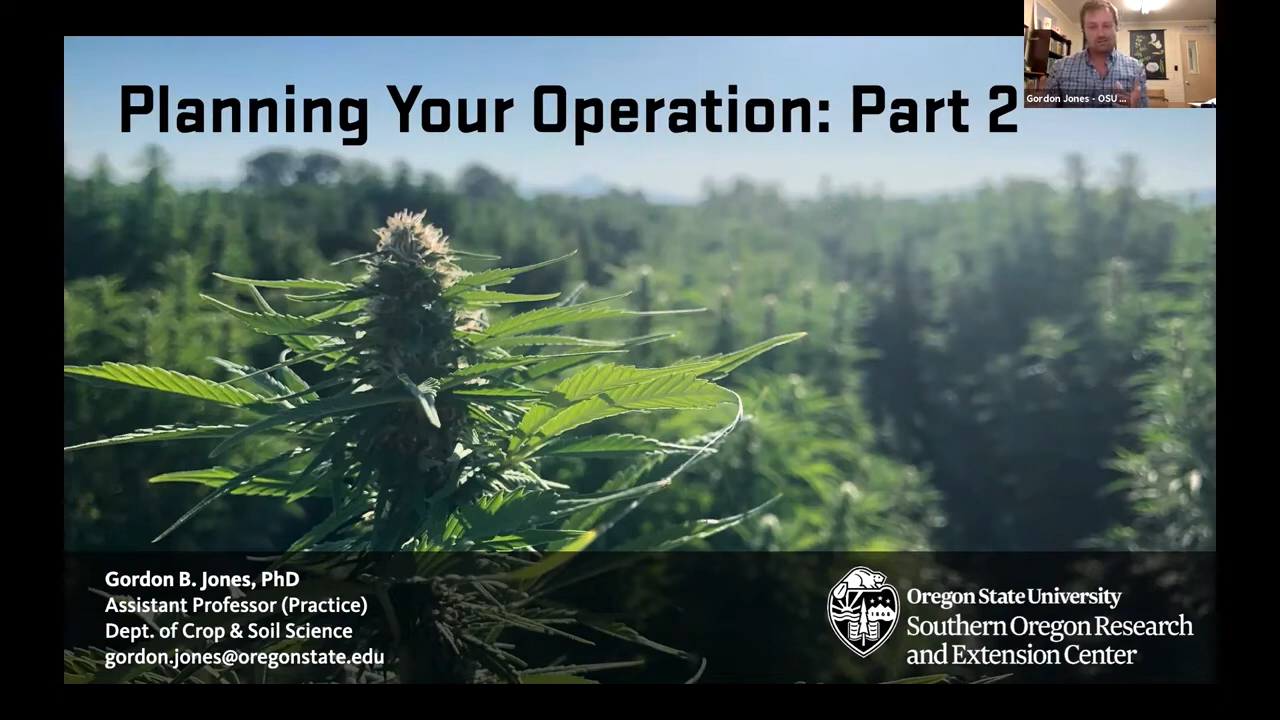 Planning Your Operation: Part 2
Gordon Jones - OSU ...
Gordon B. Jones, PhD
Assistant Professor (Practice)
Dept. of Crop & Soil Science
gordon.jones@oregonstate.edu
Oregon State University
Southern Oregon Research
and Extension Center